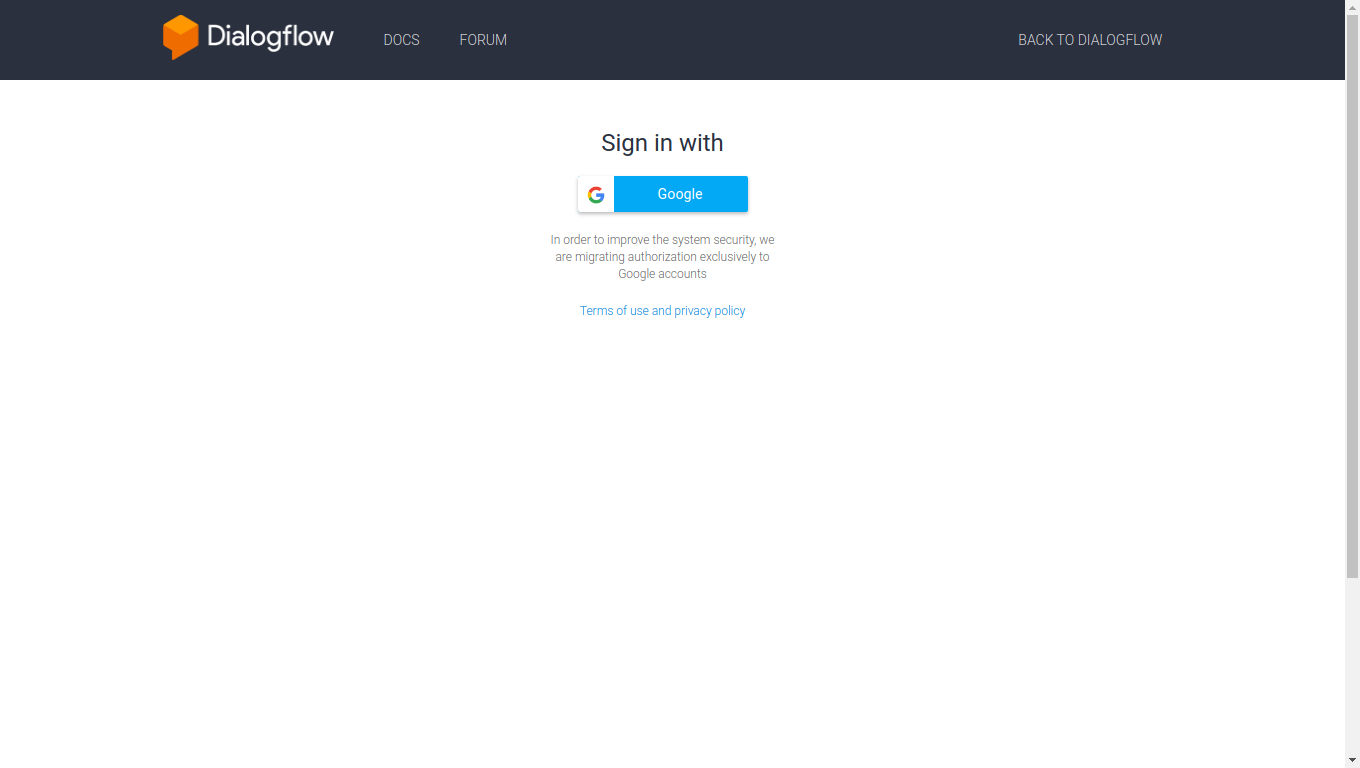 Dialogflow
DOCS
FORUM
BACK TO DIALOGFLOW
Sign in with
Google
In order to improve the system security, we
are migrating authorization exclusively to
Google accounts
Terms of use and privacy policy